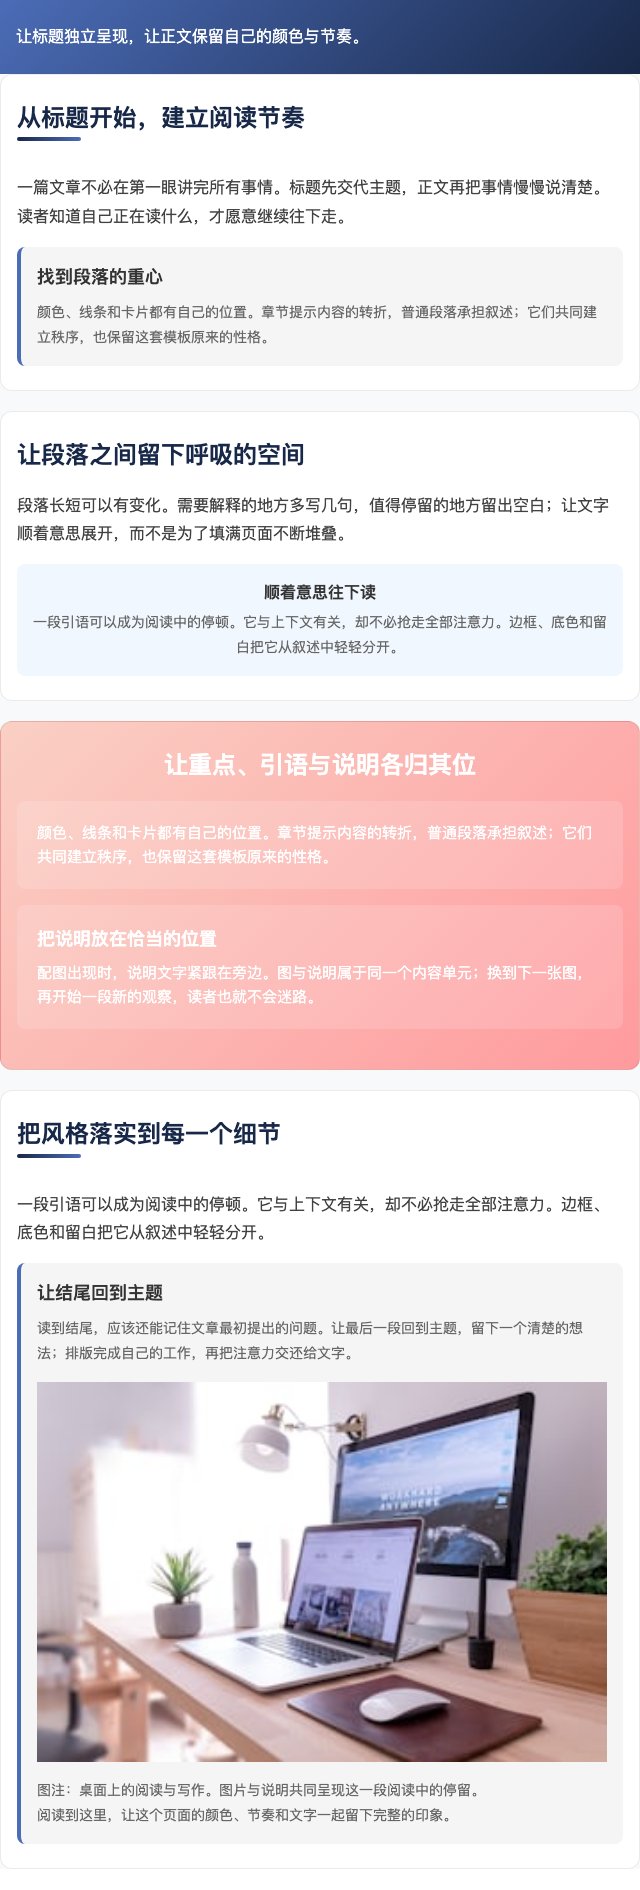 让标题独立呈现，让正文保留自己的颜色与节奏。
从标题开始，建立阅读节奏
一篇文章不必在第一眼讲完所有事情。标题先交代主题，正文再把事情慢慢说清楚。
读者知道自己正在读什么，才愿意继续往下走。
找到段落的重心
颜色、线条和卡片都有自己的位置。章节提示内容的转折，普通段落承担叙述；它们共同建
立秩序，也保留这套模板原来的性格。
让段落之间留下呼吸的空间
段落长短可以有变化。需要解释的地方多写几句，值得停留的地方留出空白；让文字
顺着意思展开，而不是为了填满页面不断堆叠。
顺着意思往下读
一段引语可以成为阅读中的停顿。它与上下文有关，却不必抢走全部注意力。边框、底色和留
白把它从叙述中轻轻分开。
让重点、引语与说明各归其位
颜色、线条和卡片都有自己的位置。章节提示内容的转折，普通段落承担叙述；它们
共同建立秩序，也保留这套模板原来的性格。
把说明放在恰当的位置
配图出现时，说明文字紧跟在旁边。图与说明属于同一个内容单元；换到下一张图，
再开始一段新的观察，读者也就不会迷路。
把风格落实到每一个细节
一段引语可以成为阅读中的停顿。它与上下文有关，却不必抢走全部注意力。边框、
底色和留白把它从叙述中轻轻分开。
让结尾回到主题
读到结尾，应该还能记住文章最初提出的问题。让最后一段回到主题，留下一个清楚的想
法；排版完成自己的工作，再把注意力交还给文字。
WORK HARD
ANYWHERE
图注：桌面上的阅读与写作。图片与说明共同呈现这一段阅读中的停留。
阅读到这里，让这个页面的颜色、节奏和文字一起留下完整的印象。